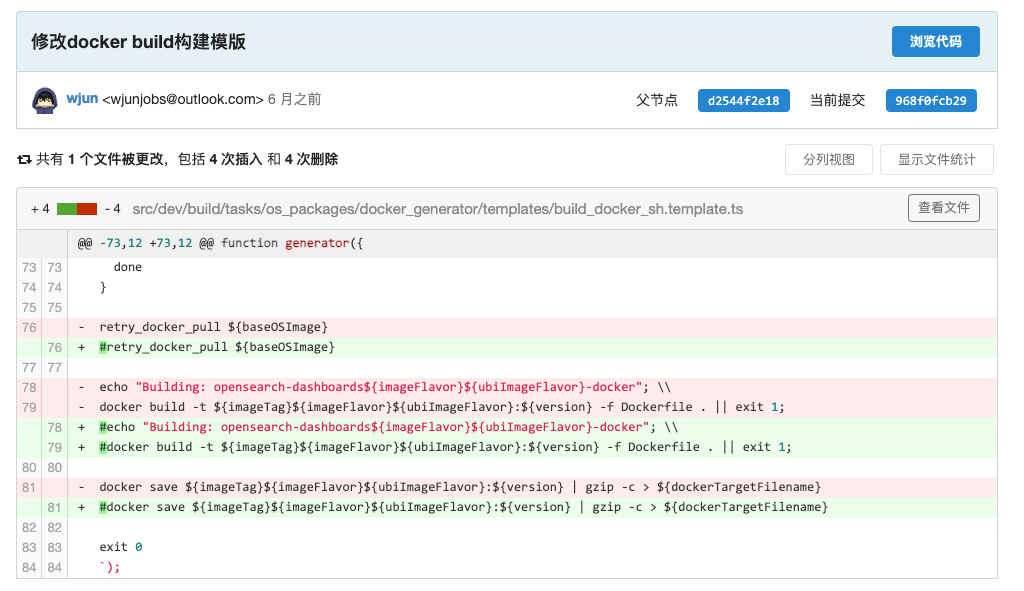 修改docker build构建模版
浏览代码
wjun <wjunjobs@outlook.com> 6 月之前
父节点 d2544f2e18 当前提交 968f0fcb29
共有 1 个文件被更改，包括 4 次插入 和 4 次删除
分列视图 显示文件统计
+ 4 - 4 src/dev/build/tasks/os_packages/docker_generator/templates/build_docker_sh.template.ts
查看文件
@@ -73,12 +73,12 @@ function generator({
73 73 done
74 74 }
75 75
76 - retry_docker_pull ${baseOSImage}
76 + #retry_docker_pull ${baseOSImage}
77 77
78 - echo "Building: opensearch-dashboards${imageFlavor}${ubiImageFlavor}-docker"; \\
79 - docker build -t ${imageTag}${imageFlavor}${ubiImageFlavor}:${version} -f Dockerfile . || exit 1;
78 + #echo "Building: opensearch-dashboards${imageFlavor}${ubiImageFlavor}-docker"; \\
79 + #docker build -t ${imageTag}${imageFlavor}${ubiImageFlavor}:${version} -f Dockerfile . || exit 1;
80 80
81 - docker save ${imageTag}${imageFlavor}${ubiImageFlavor}:${version} | gzip -c > ${dockerTargetFilename}
81 + #docker save ${imageTag}${imageFlavor}${ubiImageFlavor}:${version} | gzip -c > ${dockerTargetFilename}
82 82
83 83 exit 0
84 84 `);